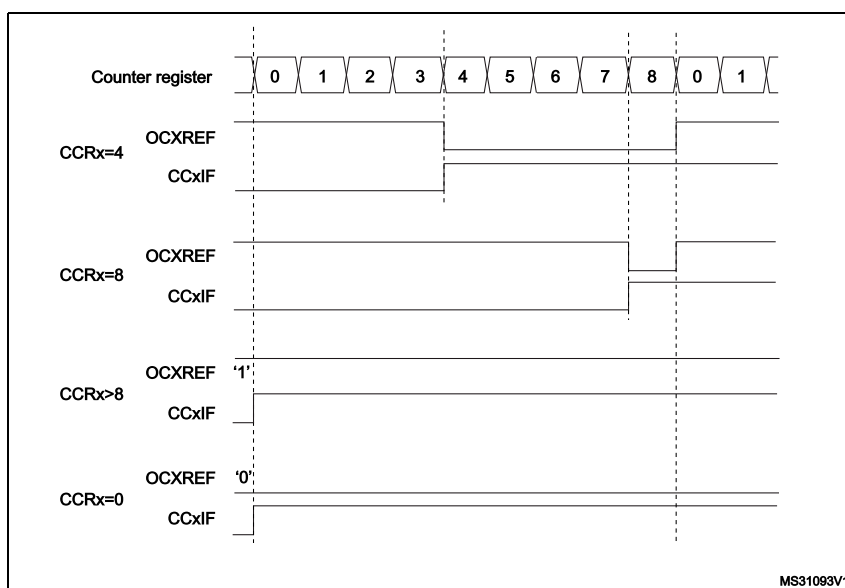 Counter register 0 1 2 3 4 5 6 7 8 0 1
OCXREF
CCRx=4
CCxIF
OCXREF
CCRx=8
CCxIF
OCXREF ‘1’
CCRx>8
CCxIF
OCXREF ‘0’
CCRx=0
CCxIF
MS31093V1